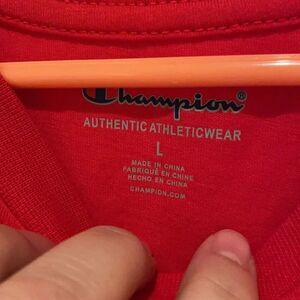 Champion®
AUTHENTIC ATHLETICWEAR
L
MADE IN CHINA
FABRIQUÉ EN CHINE
HECHO EN CHINA
CHAMPION.COM